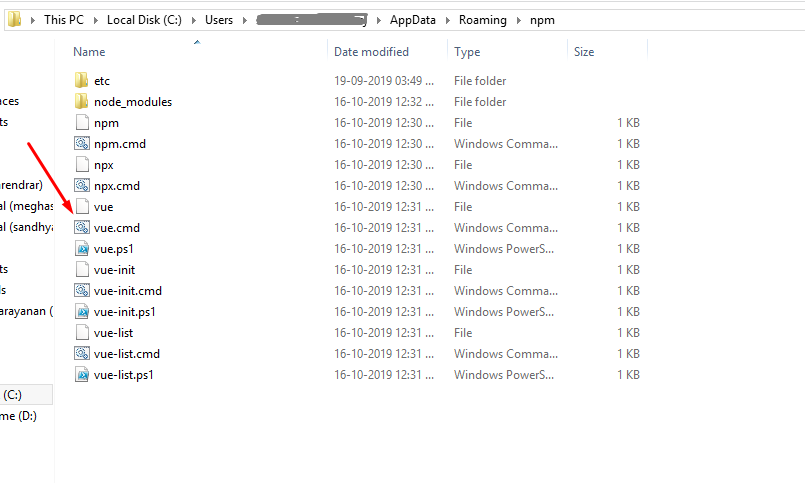 This PC Local Disk (C:) Users AppData Roaming npm
Name Date modified Type Size
etc 19-09-2019 03:49 ... File folder
node_modules 16-10-2019 12:32 ... File folder
npm 16-10-2019 12:30 ... File 1 KB
npm.cmd 16-10-2019 12:30 ... Windows Comma... 1 KB
npx 16-10-2019 12:30 ... File 1 KB
npx.cmd 16-10-2019 12:30 ... Windows Comma... 1 KB
vue 16-10-2019 12:31 ... File 1 KB
vue.cmd 16-10-2019 12:31 ... Windows Comma... 1 KB
vue.ps1 16-10-2019 12:31 ... Windows PowerS... 1 KB
vue-init 16-10-2019 12:31 ... File 1 KB
vue-init.cmd 16-10-2019 12:31 ... Windows Comma... 1 KB
vue-init.ps1 16-10-2019 12:31 ... Windows PowerS... 1 KB
vue-list 16-10-2019 12:31 ... File 1 KB
vue-list.cmd 16-10-2019 12:31 ... Windows Comma... 1 KB
vue-list.ps1 16-10-2019 12:31 ... Windows PowerS... 1 KB
nces
ts
arendrar)
al (meghas
al (sandhya
ts
ds
arayanan (
(C:)
me (D:)